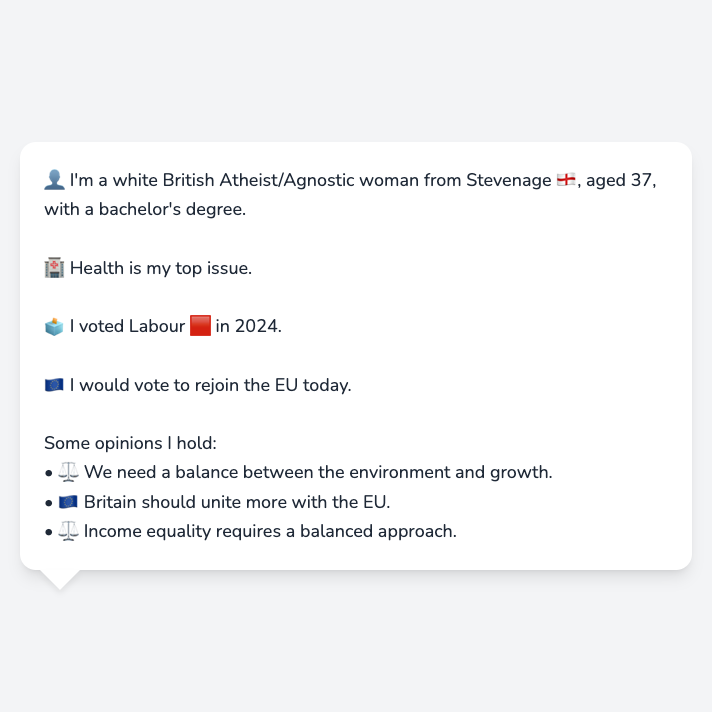 👤 I'm a white British Atheist/Agnostic woman from Stevenage 🏴󠁧󠁢󠁥󠁮󠁧󠁿, aged 37,
with a bachelor's degree.
🏥 Health is my top issue.
🗳️ I voted Labour 🟥 in 2024.
🇪🇺 I would vote to rejoin the EU today.
Some opinions I hold:
• ⚖️ We need a balance between the environment and growth.
• 🇪🇺 Britain should unite more with the EU.
• ⚖️ Income equality requires a balanced approach.